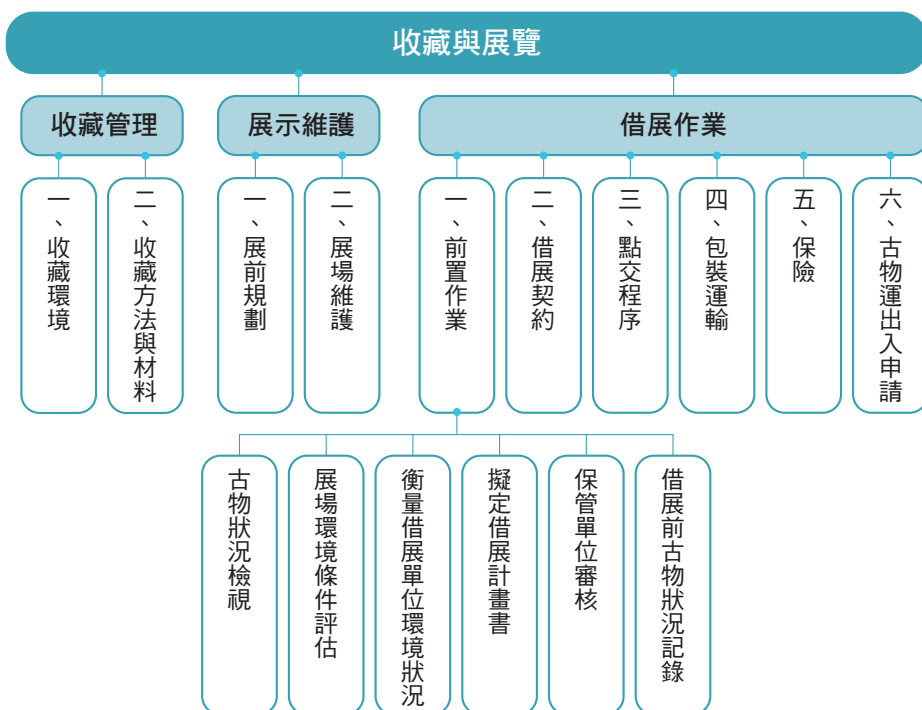 收藏與展覽
收藏管理
展示維護
借展作業
一、收藏環境
二、收藏方法與材料
一、展前規劃
二、展場維護
一、前置作業
二、借展契約
三、點交程序
四、包裝運輸
五、保險
六、古物運出入申請
古物狀況檢視
展場環境條件評估
衡量借展單位環境狀況
擬定借展計畫書
保管單位審核
借展前古物狀況記錄